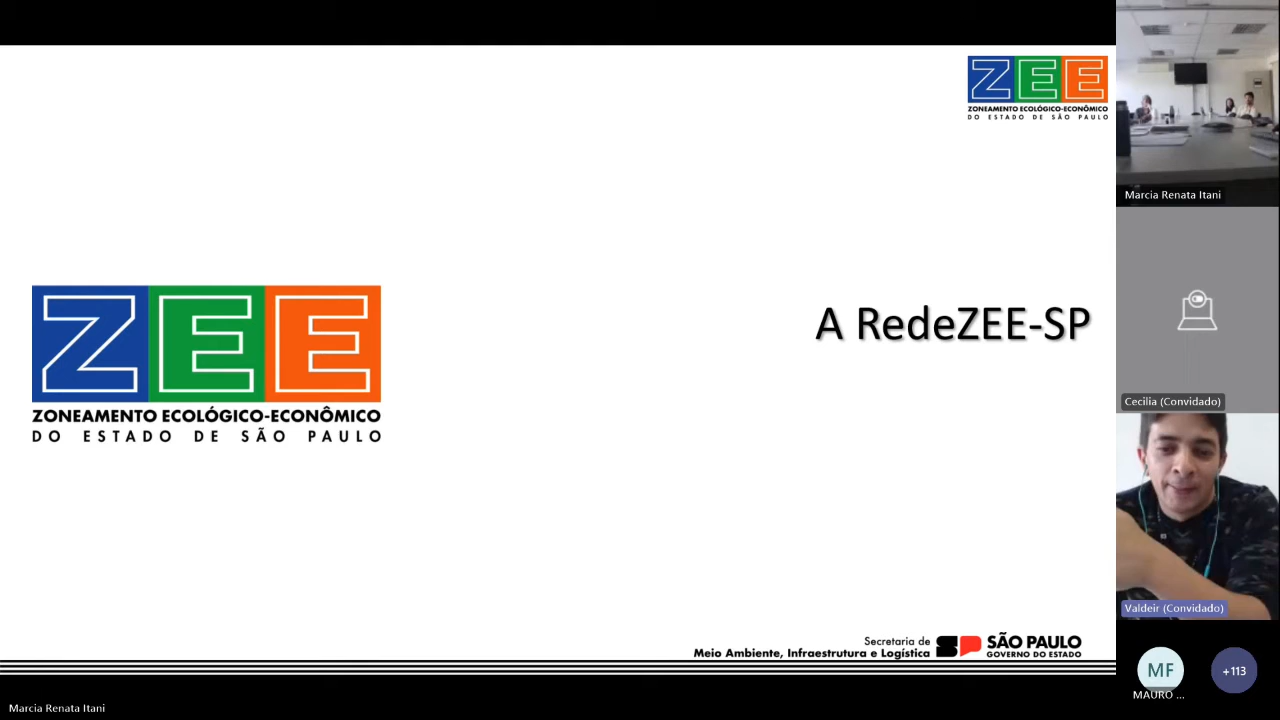 ZEE
ZONEAMENTO ECOLÓGICO-ECONÔMICO
DO ESTADO DE SÃO PAULO
ZEE
ZONEAMENTO ECOLÓGICO-ECONÔMICO
DO ESTADO DE SÃO PAULO
A RedeZEE-SP
Secretaria de
Meio Ambiente, Infraestrutura e Logística
SP
SÃO PAULO
GOVERNO DO ESTADO
Marcia Renata Itani
Marcia Renata Itani
Cecilia (Convidado)
Valdeir (Convidado)
MF
MAURO ...
+113